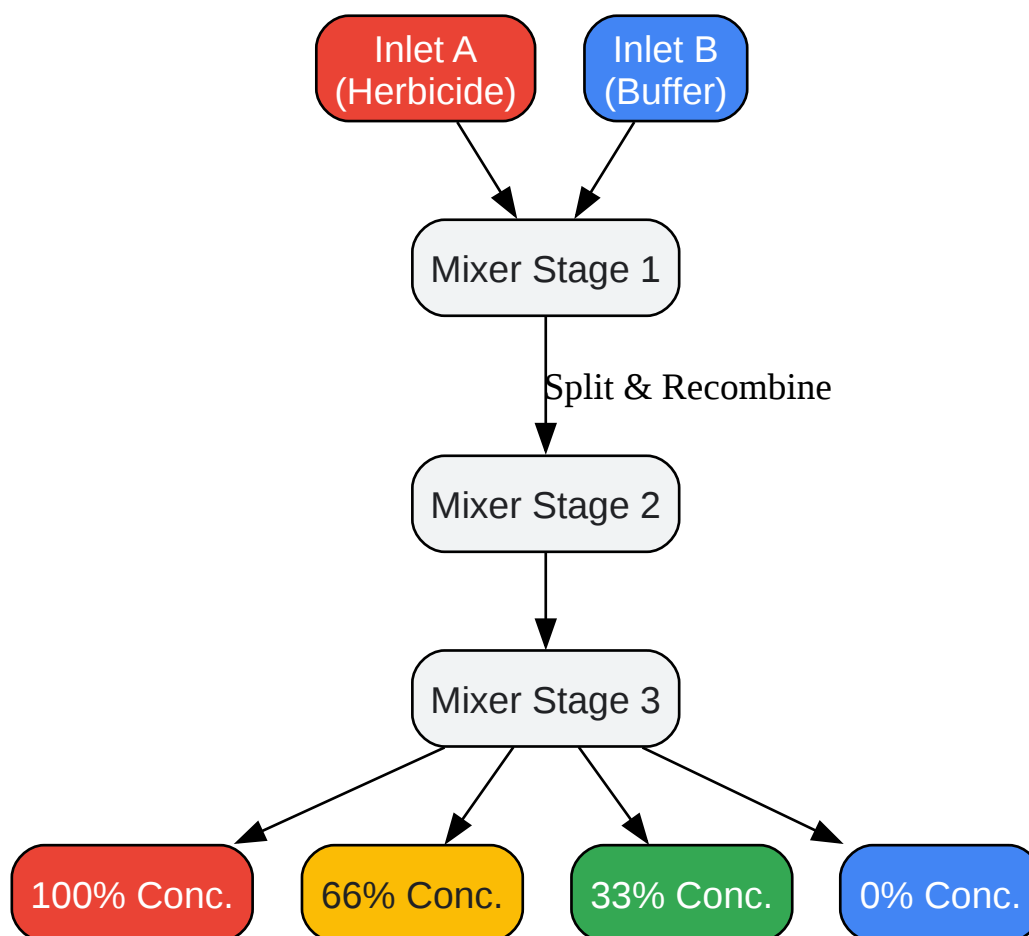 Inlet A
(Herbicide)
Inlet B
(Buffer)
Mixer Stage 1
Split & Recombine
Mixer Stage 2
Mixer Stage 3
100% Conc.
66% Conc.
33% Conc.
0% Conc.